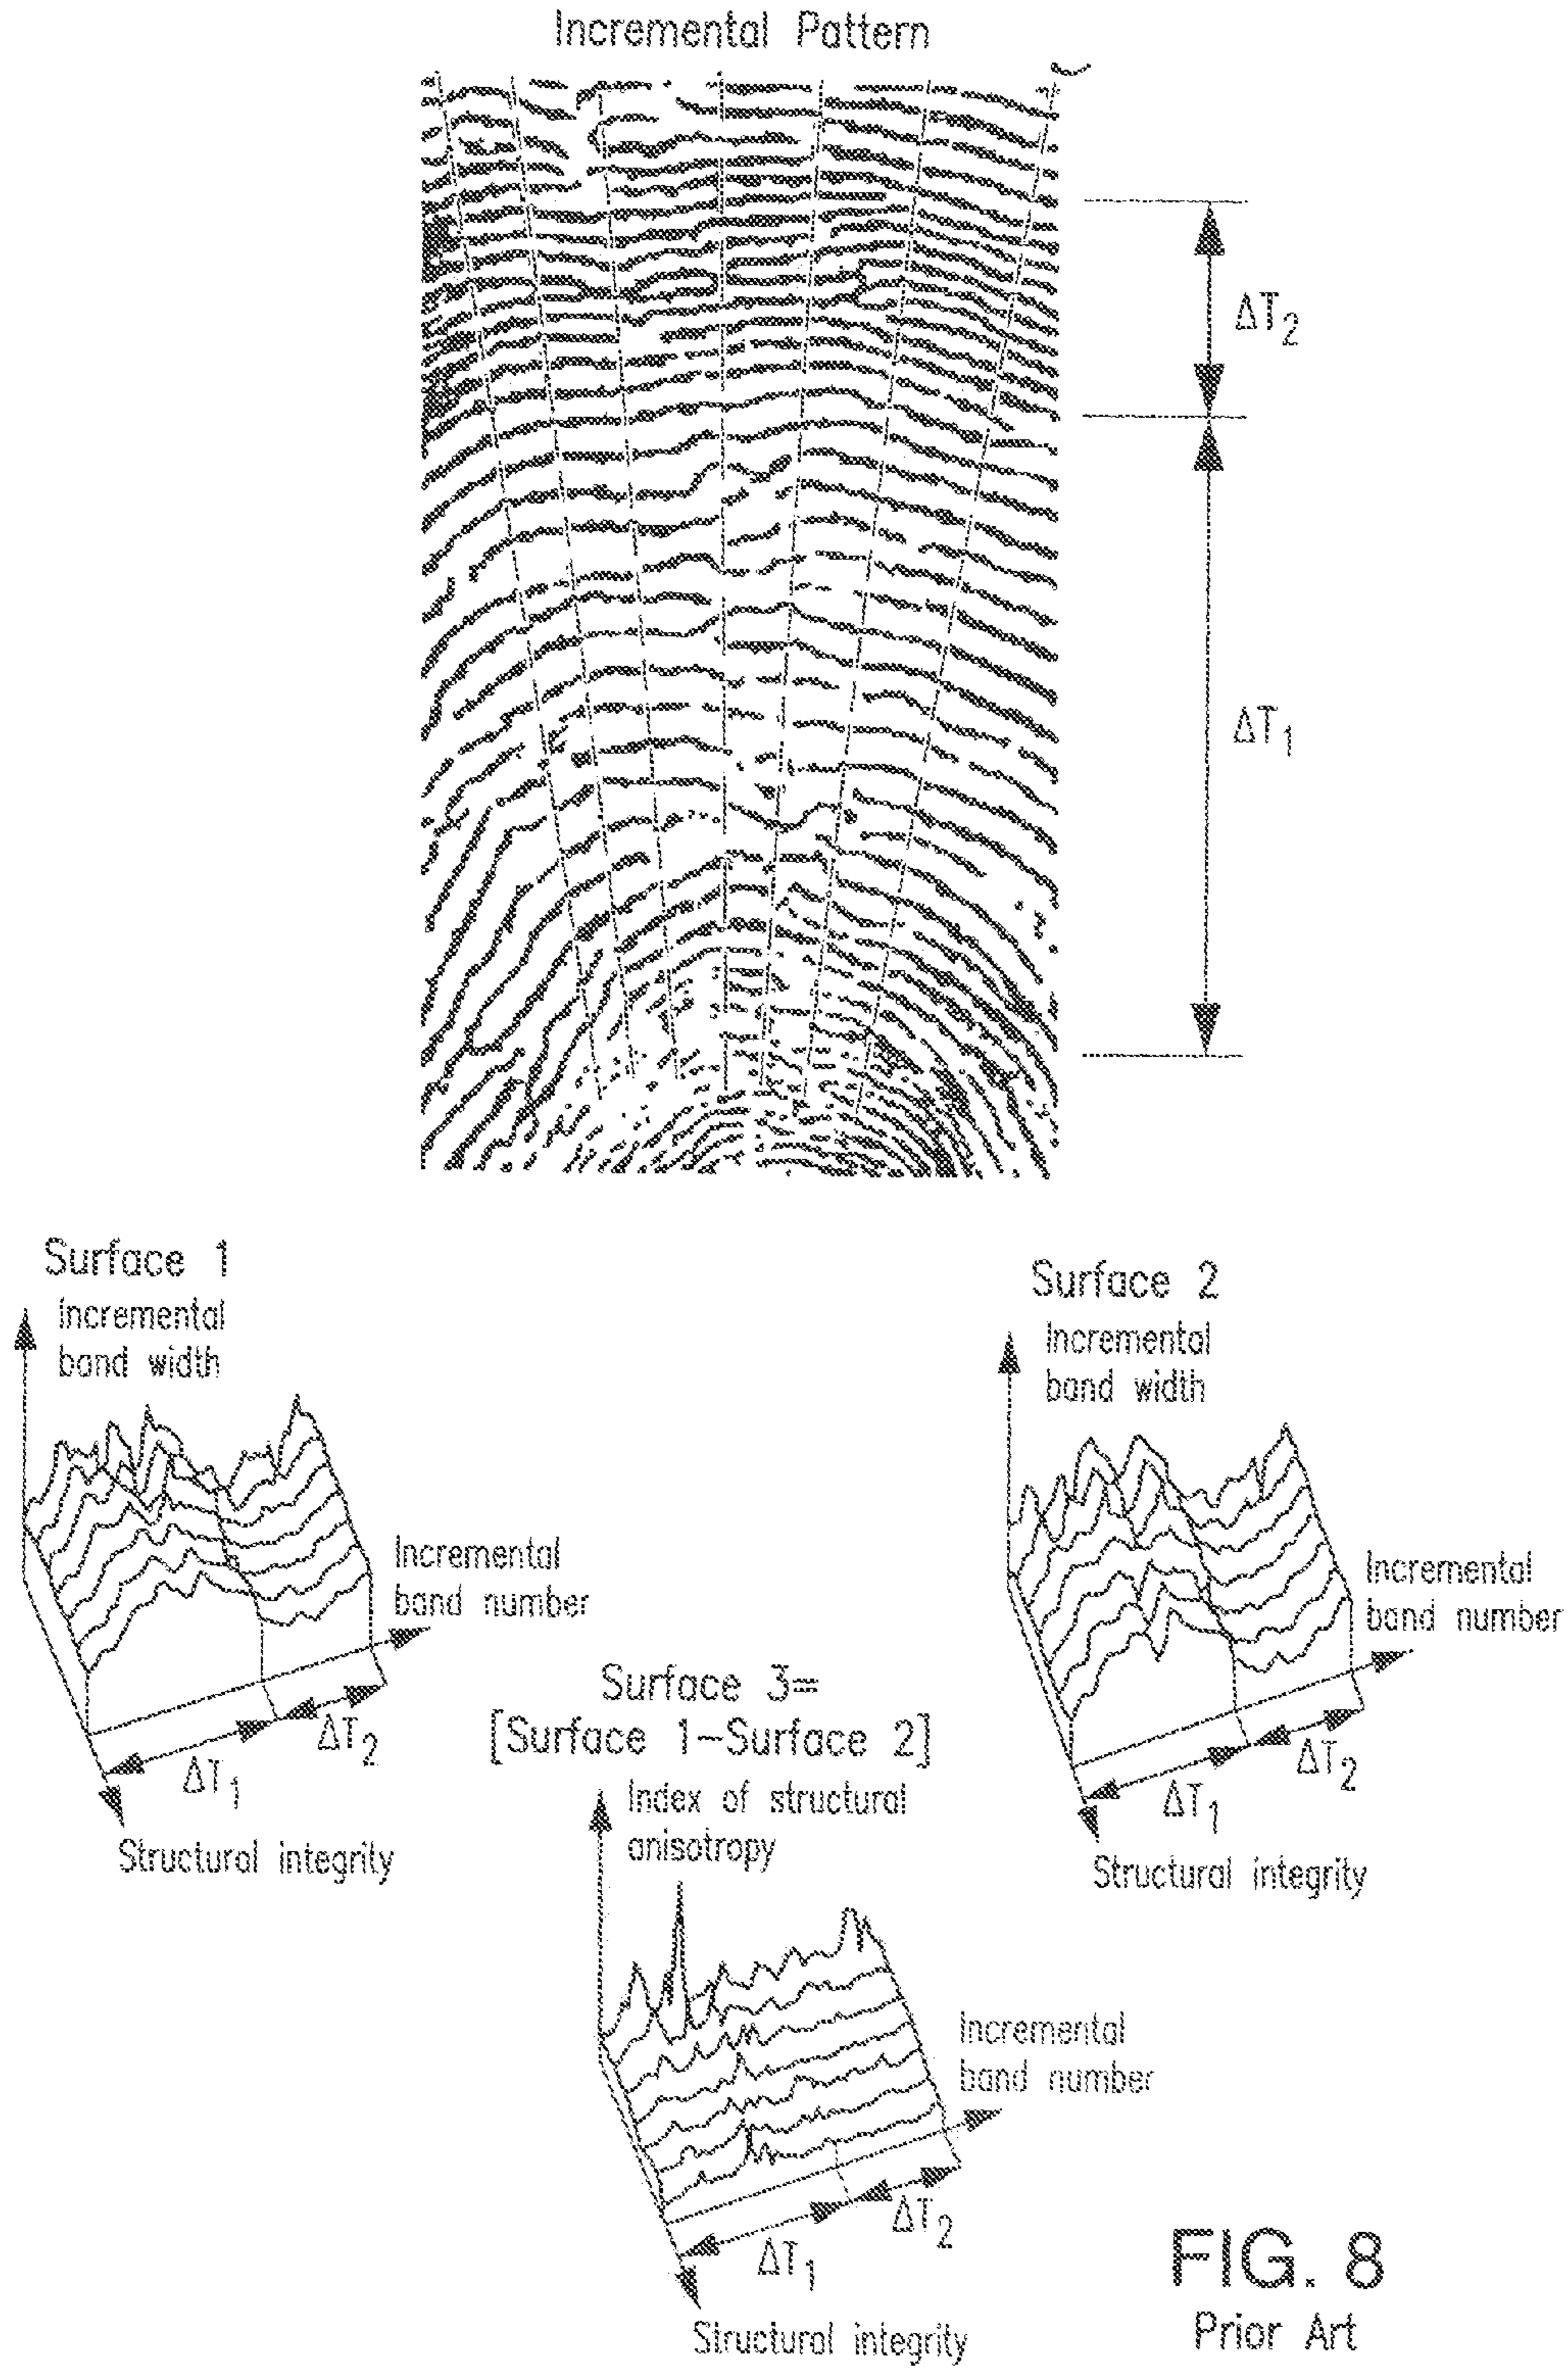 Incremental Pattern
ΔT2
ΔT1
Surface 1
Incremental
band width
Incremental
band number
ΔT1
ΔT2
Structural integrity
Surface 2
Incremental
band width
Incremental
band number
ΔT1
ΔT2
Structural integrity
Surface 3=
[Surface 1-Surface 2]
Index of structural
anisotropy
Incremental
band number
ΔT1
ΔT2
Structural integrity
FIG. 8
Prior Art